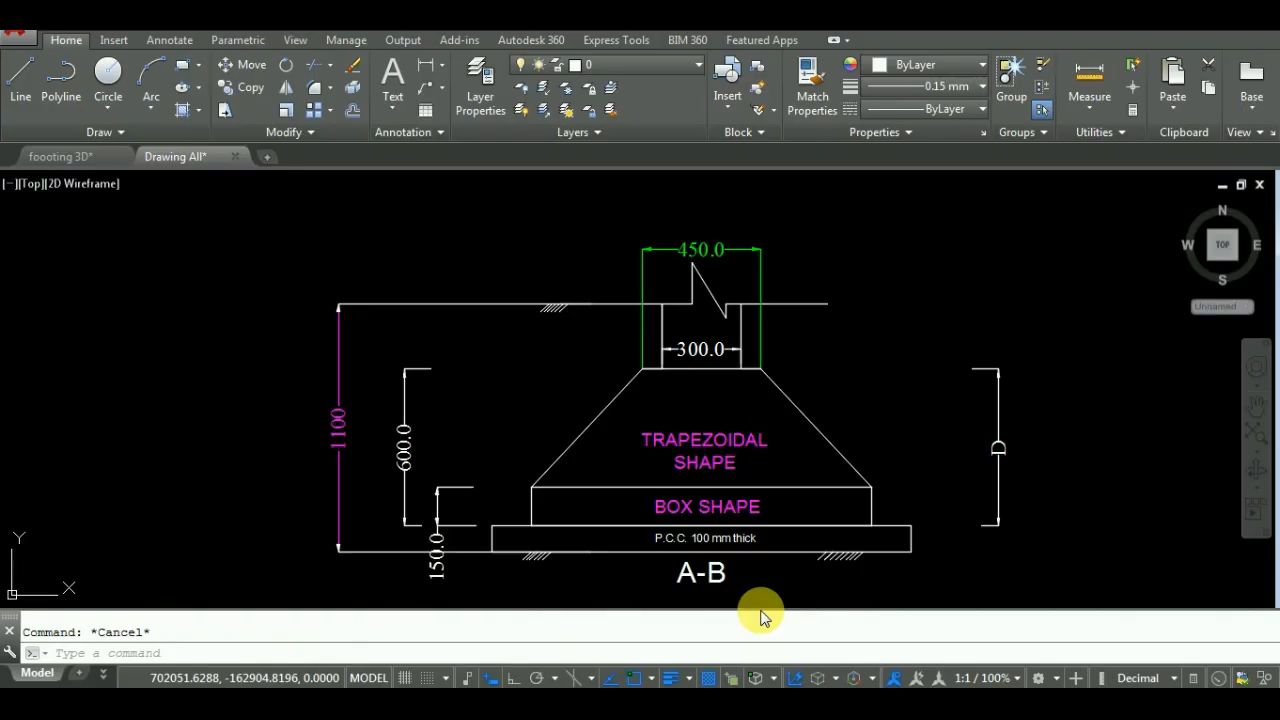 Home Insert Annotate Parametric View Manage Output Add-ins Autodesk 360 Express Tools BIM 360 Featured Apps
Line Polyline Circle Arc
Move
Copy
Text
Layer Properties
0
Insert
Match Properties
ByLayer
0.15 mm
ByLayer
Group
Measure
Paste
Base
Draw Modify Annotation Layers Block Properties Groups Utilities Clipboard View
foooting 3D* Drawing All* +
[−][Top][2D Wireframe]
N
W TOP E
S
Unnamed
450.0
300.0
1100
600.0
150.0
D
TRAPEZOIDAL
SHAPE
BOX SHAPE
P.C.C. 100 mm thick
A-B
Y
X
Command: *Cancel*
Type a command
Model + 702051.6288, -162904.8196, 0.0000 MODEL 1:1 / 100% Decimal